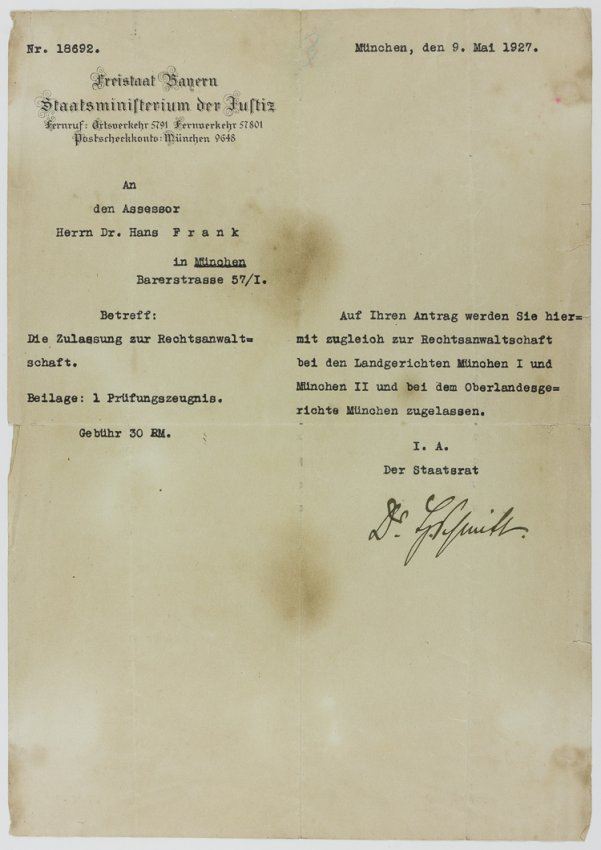 Nr. 18692.
München, den 9. Mai 1927.
Freistaat Bayern
Staatsministerium der Justiz
Fernruf: Ortsverkehr 5791 Fernverkehr 57801
Postscheckkonto: München 9648
An
den Assessor
Herrn Dr. Hans F r a n k
in München
Barerstrasse 57/I.
Betreff:
Die Zulassung zur Rechtsanwalt=
schaft.
Beilage: 1 Prüfungszeugnis.
Gebühr 30 RM.
Auf Ihren Antrag werden Sie hier=
mit zugleich zur Rechtsanwaltschaft
bei den Landgerichten München I und
München II und bei dem Oberlandesge=
richte München zugelassen.
I. A.
Der Staatsrat
Dr. Schmitt.